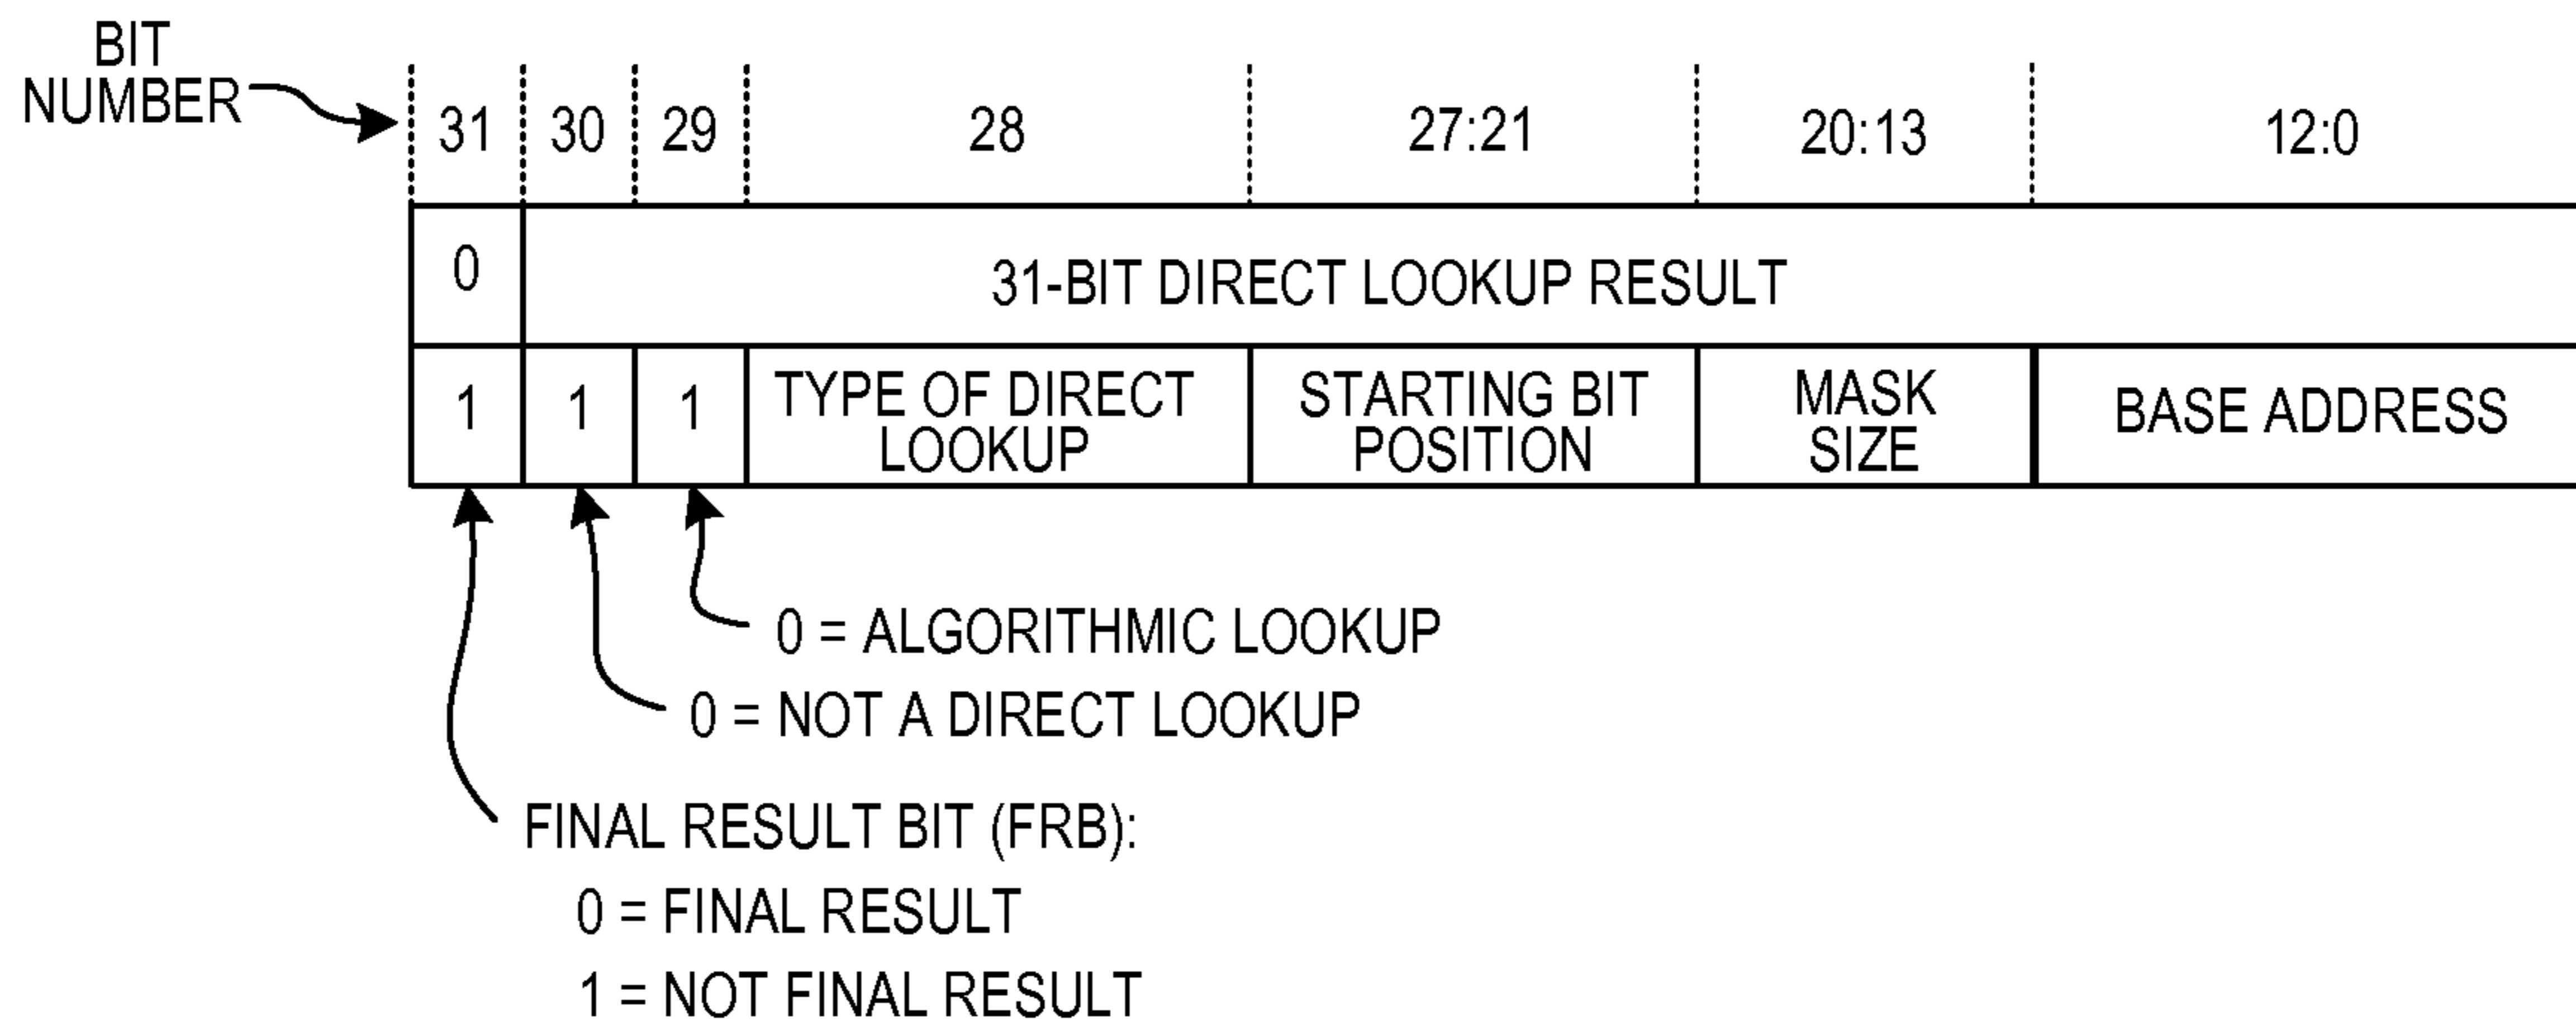 BIT
NUMBER
31 30 29 28 27:21 20:13 12:0
0 31-BIT DIRECT LOOKUP RESULT
1 1 1 TYPE OF DIRECT LOOKUP STARTING BIT POSITION MASK SIZE BASE ADDRESS
0 = ALGORITHMIC LOOKUP
0 = NOT A DIRECT LOOKUP
FINAL RESULT BIT (FRB):
0 = FINAL RESULT
1 = NOT FINAL RESULT